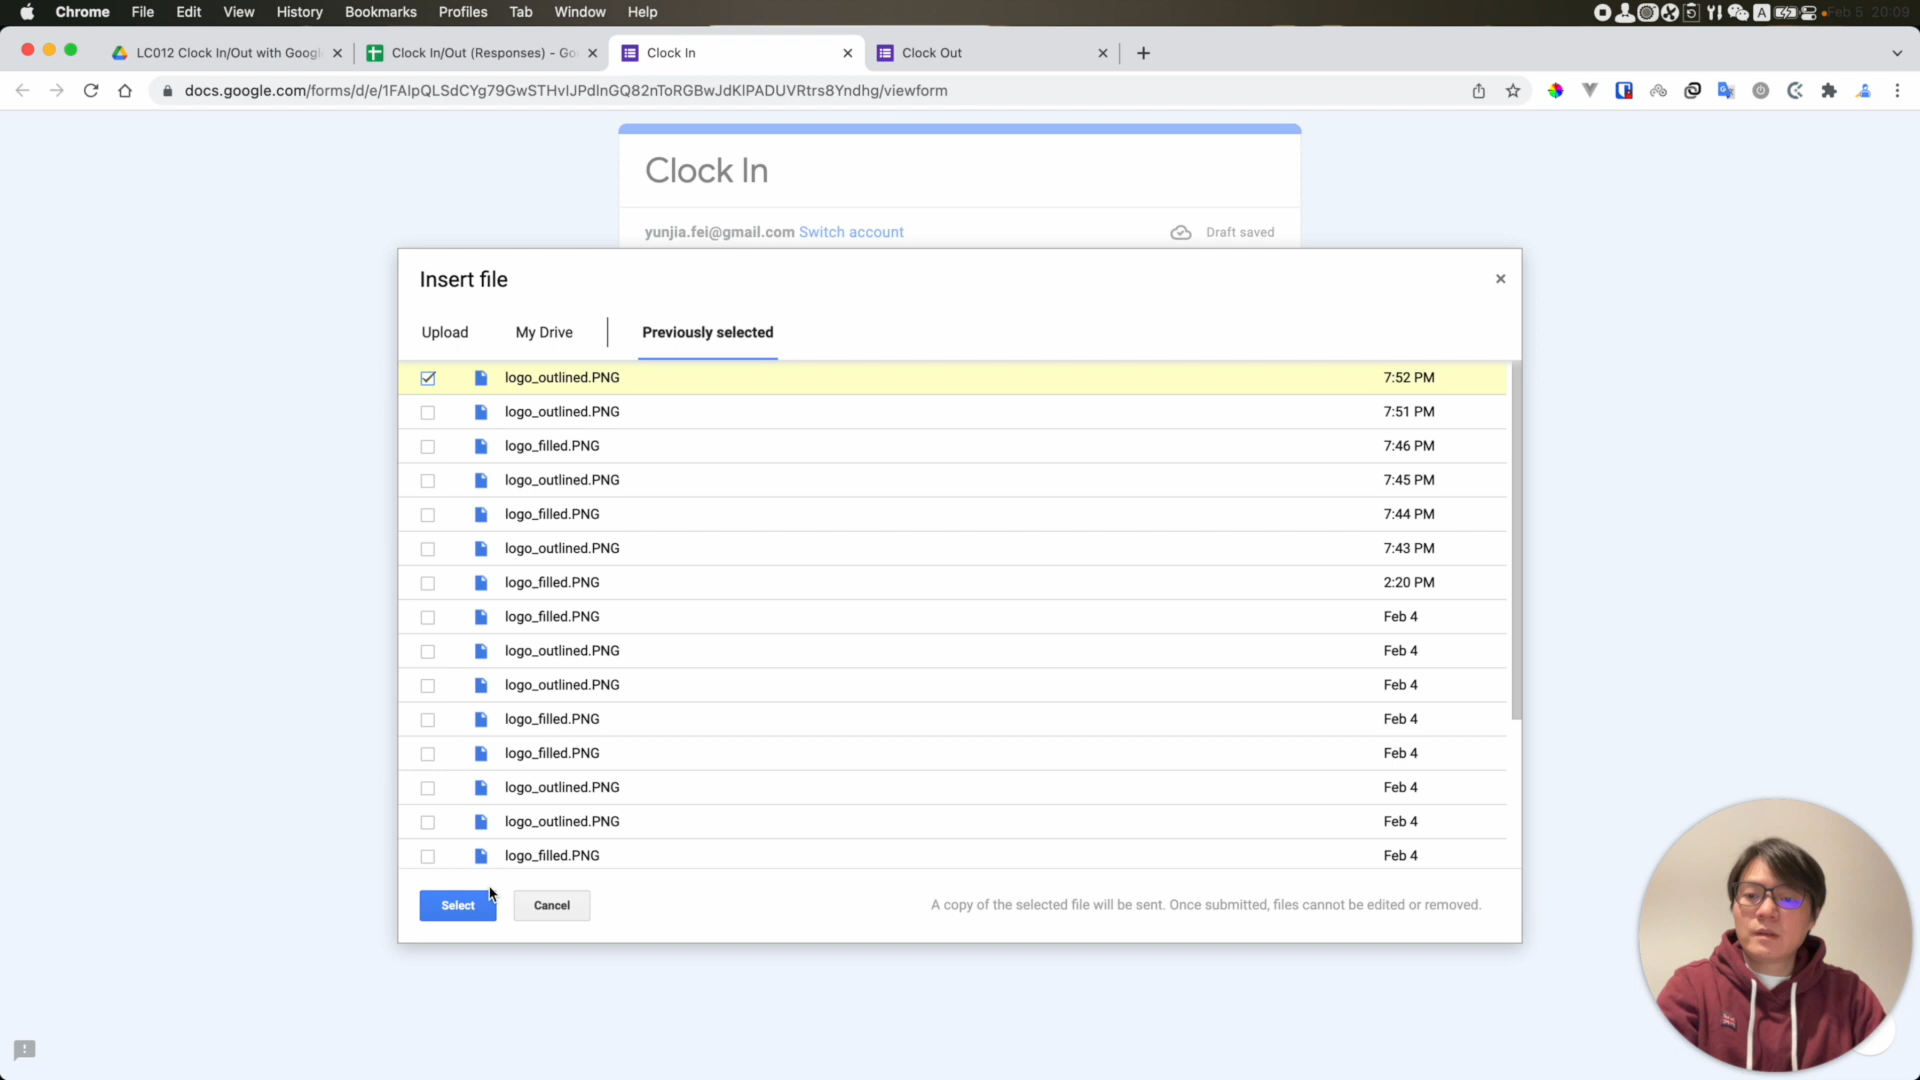 Chrome File Edit View History Bookmarks Profiles Tab Window Help
A
Feb 5 20:09
LC012 Clock In/Out with Googl
Clock In/Out (Responses) - Go
Clock In
Clock Out
docs.google.com/forms/d/e/1FAIpQLSdCYg79GwSTHvIJPdlnGQ82nToRGBwJdKlPADUVRtrs8Yndhg/viewform
Clock In
yunjia.fei@gmail.com Switch account
Draft saved
Insert file
Upload My Drive Previously selected
logo_outlined.PNG 7:52 PM
logo_outlined.PNG 7:51 PM
logo_filled.PNG 7:46 PM
logo_outlined.PNG 7:45 PM
logo_filled.PNG 7:44 PM
logo_outlined.PNG 7:43 PM
logo_filled.PNG 2:20 PM
logo_filled.PNG Feb 4
logo_outlined.PNG Feb 4
logo_outlined.PNG Feb 4
logo_filled.PNG Feb 4
logo_filled.PNG Feb 4
logo_outlined.PNG Feb 4
logo_outlined.PNG Feb 4
logo_filled.PNG Feb 4
Select Cancel
A copy of the selected file will be sent. Once submitted, files cannot be edited or removed.